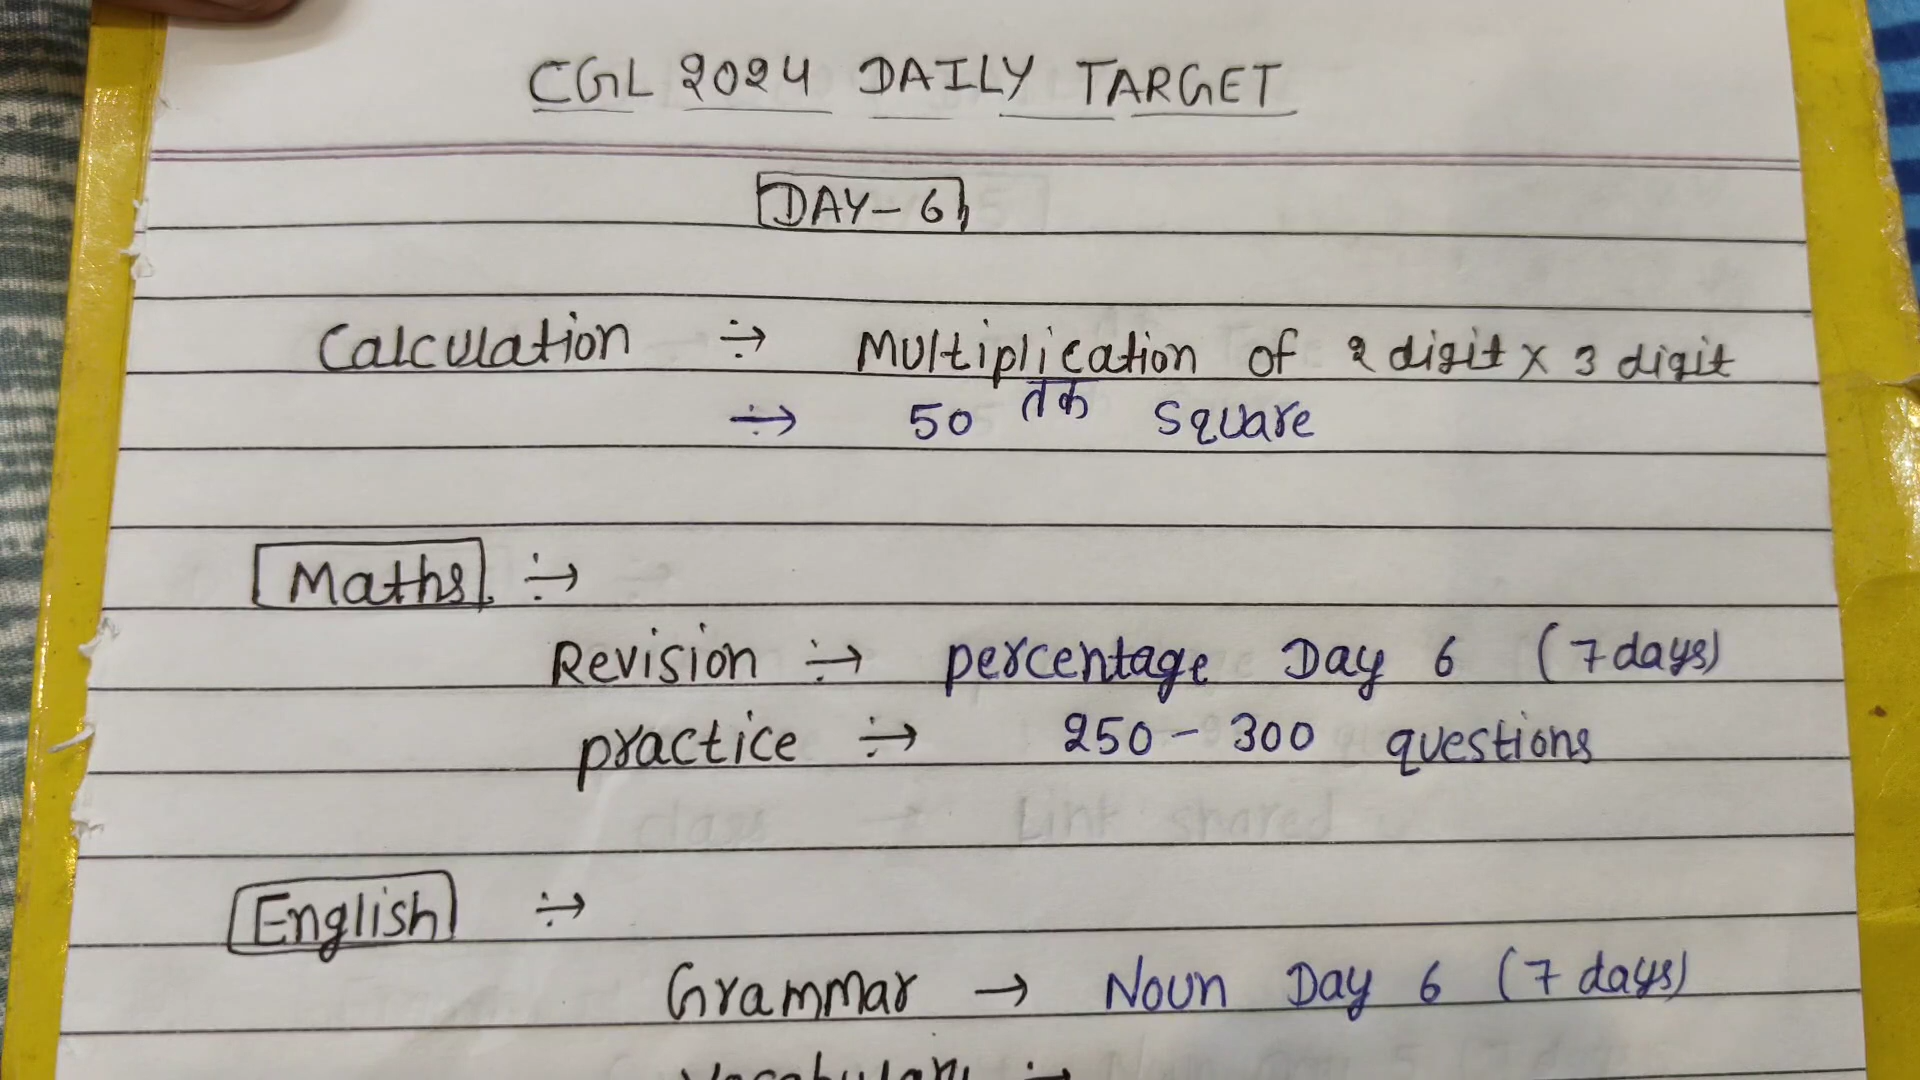 CGL 2024 DAILY TARGET
DAY-6
Calculation ÷→ Multiplication of 2 digit x 3 digit
÷→ 50 तक Square
Maths ÷→
Revision ÷→ percentage Day 6 (7 days)
practice ÷→ 250 - 300 questions
English ÷→
Grammar → Noun Day 6 (7 days)
Vocabulary ÷→